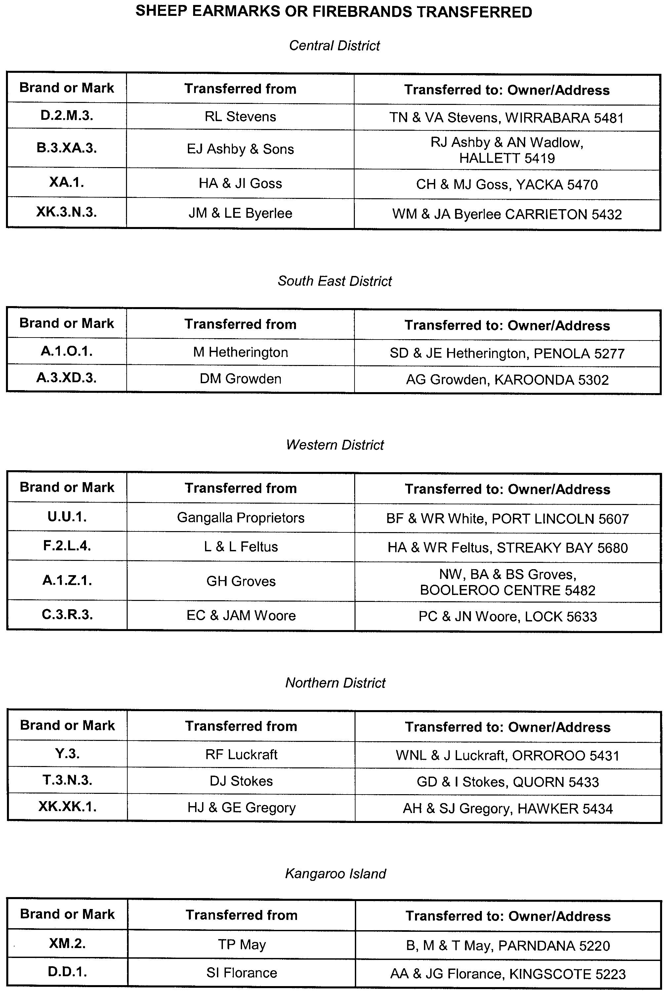 SHEEP EARMARKS OR FIREBRANDS TRANSFERRED
Central District
Brand or Mark Transferred from Transferred to: Owner/Address
D.2.M.3. RL Stevens TN & VA Stevens, WIRRABARA 5481
B.3.XA.3. EJ Ashby & Sons RJ Ashby & AN Wadlow,
HALLETT 5419
XA.1. HA & JI Goss CH & MJ Goss, YACKA 5470
XK.3.N.3. JM & LE Byerlee WM & JA Byerlee CARRIETON 5432
South East District
Brand or Mark Transferred from Transferred to: Owner/Address
A.1.O.1. M Hetherington SD & JE Hetherington, PENOLA 5277
A.3.XD.3. DM Growden AG Growden, KAROONDA 5302
Western District
Brand or Mark Transferred from Transferred to: Owner/Address
U.U.1. Gangalla Proprietors BF & WR White, PORT LINCOLN 5607
F.2.L.4. L & L Feltus HA & WR Feltus, STREAKY BAY 5680
A.1.Z.1. GH Groves NW, BA & BS Groves,
BOOLEROO CENTRE 5482
C.3.R.3. EC & JAM Woore PC & JN Woore, LOCK 5633
Northern District
Brand or Mark Transferred from Transferred to: Owner/Address
Y.3. RF Luckraft WNL & J Luckraft, ORROROO 5431
T.3.N.3. DJ Stokes GD & I Stokes, QUORN 5433
XK.XK.1. HJ & GE Gregory AH & SJ Gregory, HAWKER 5434
Kangaroo Island
Brand or Mark Transferred from Transferred to: Owner/Address
XM.2. TP May B, M & T May, PARNDANA 5220
D.D.1. SI Florance AA & JG Florance, KINGSCOTE 5223